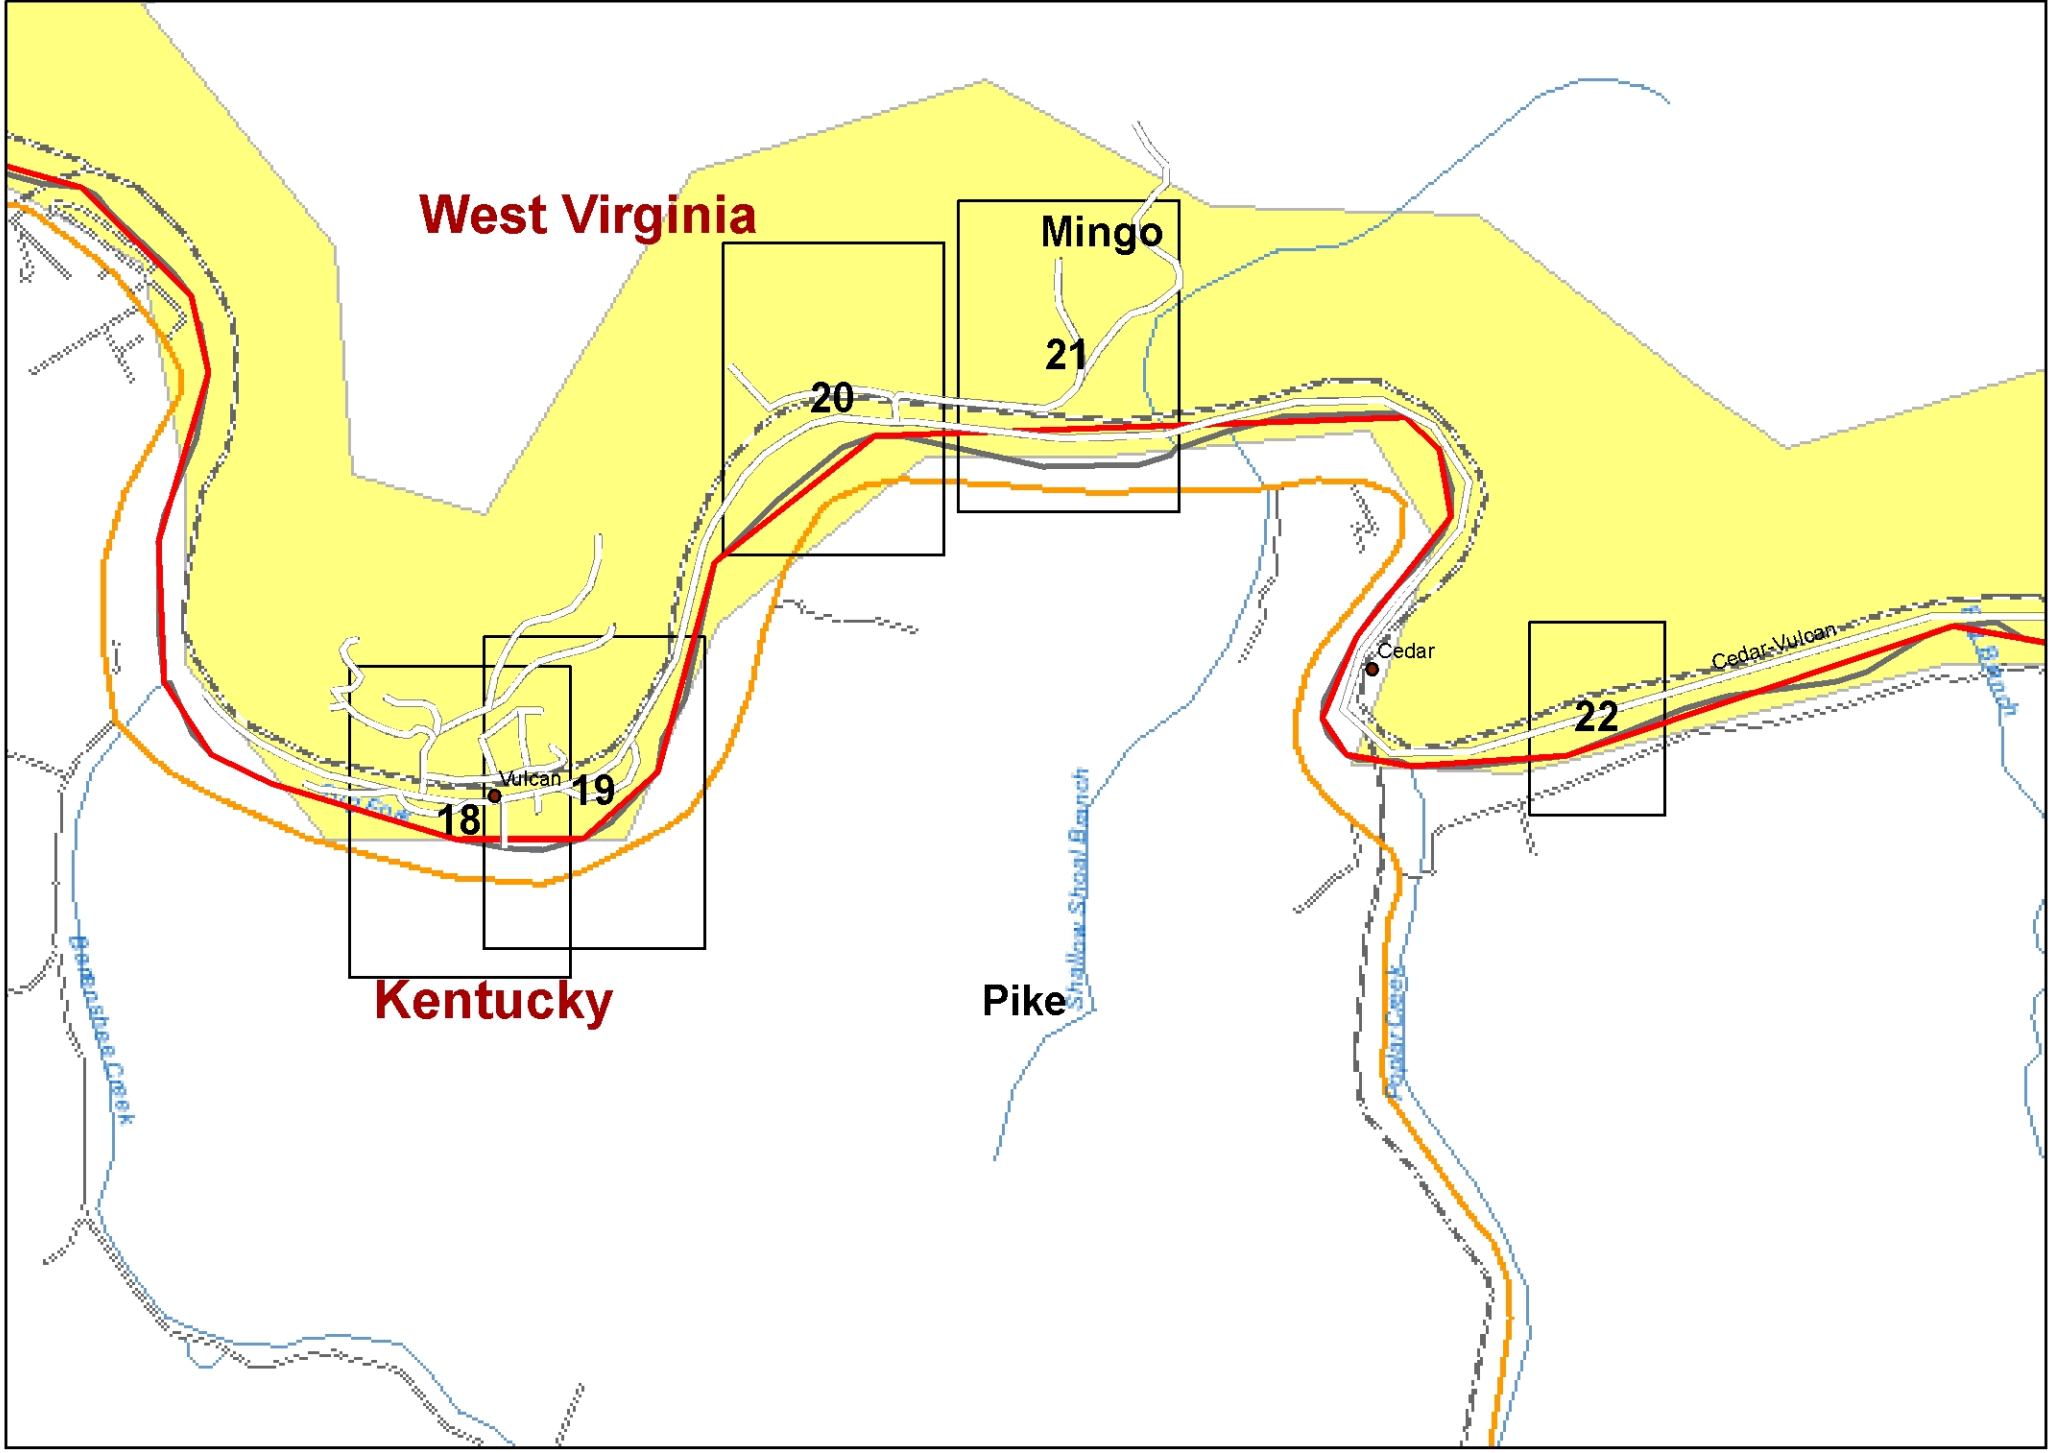 West Virginia
Mingo
21
20
Cedar
Cedar-Vulcan
22
Vulcan
19
18
Kentucky
Pike
Shallow Shoal Branch
Poplar Creek
Branch